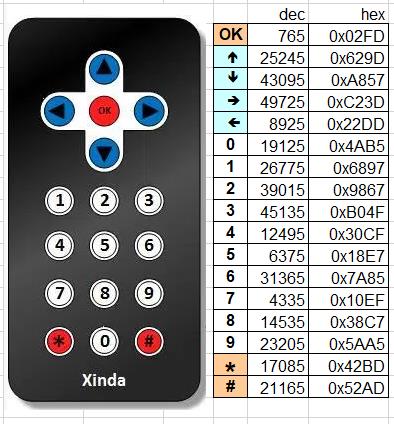 OK
1 2 3
4 5 6
7 8 9
* 0 #
Xinda
dec hex
OK 765 0x02FD
↑ 25245 0x629D
↓ 43095 0xA857
→ 49725 0xC23D
← 8925 0x22DD
0 19125 0x4AB5
1 26775 0x6897
2 39015 0x9867
3 45135 0xB04F
4 12495 0x30CF
5 6375 0x18E7
6 31365 0x7A85
7 4335 0x10EF
8 14535 0x38C7
9 23205 0x5AA5
* 17085 0x42BD
# 21165 0x52AD